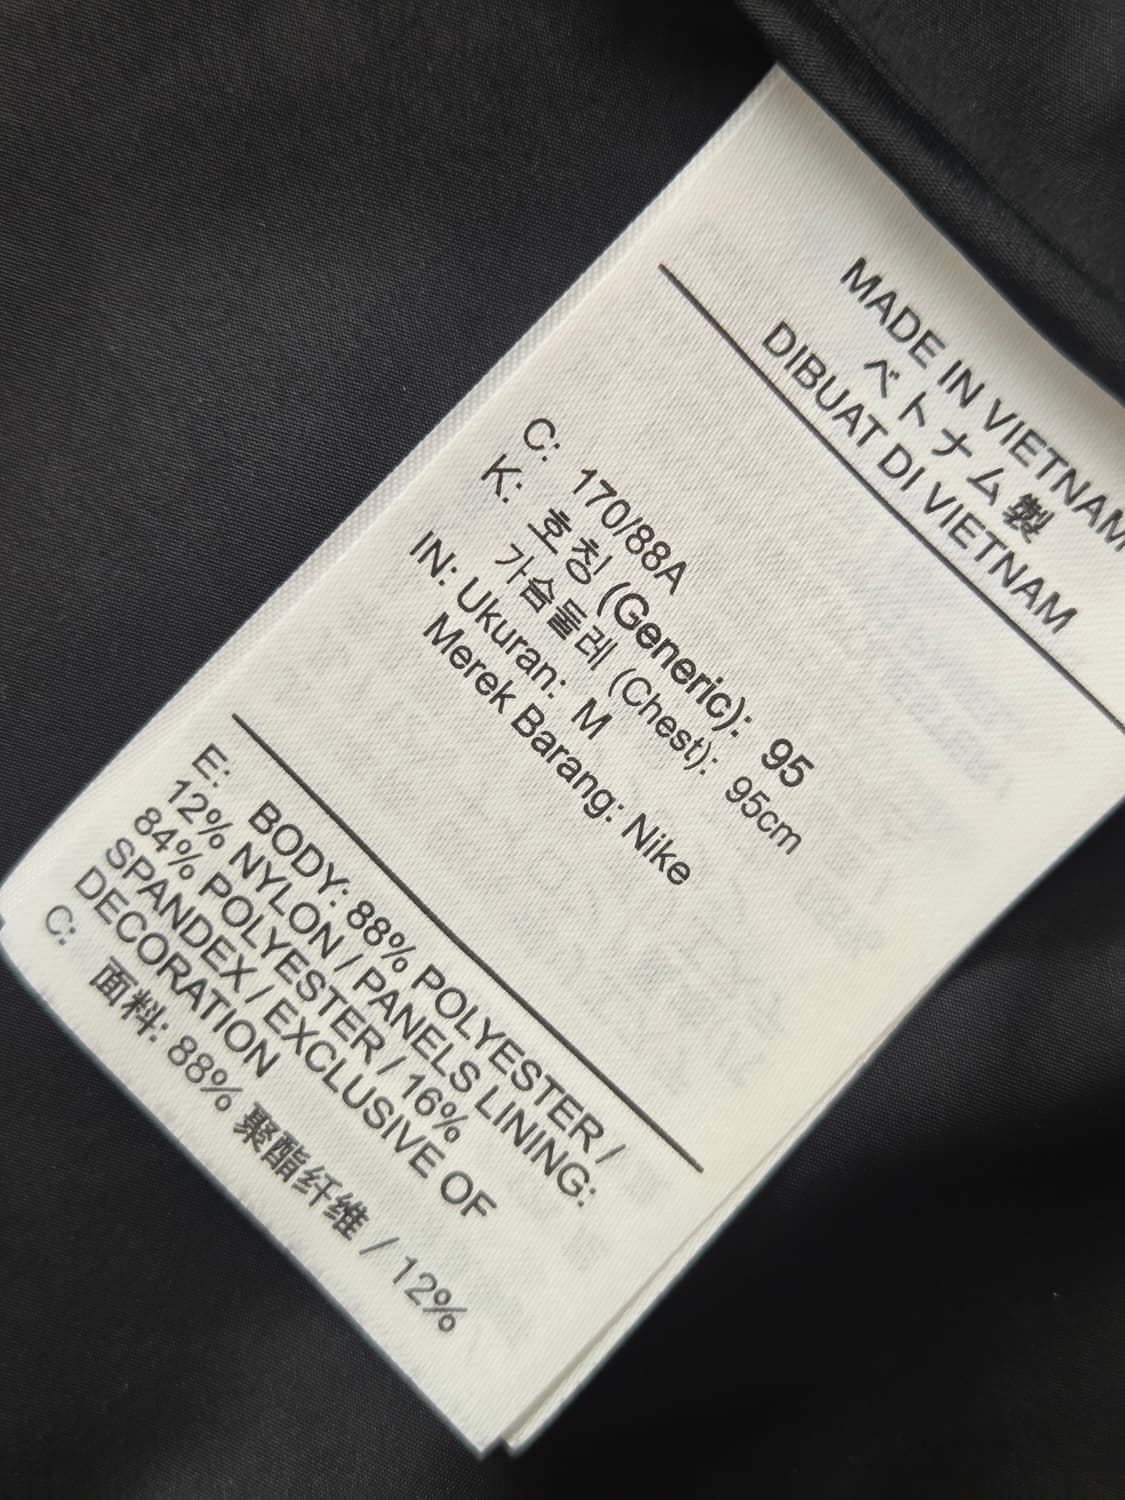 MADE IN VIETNAM
ベトナム製
DIBUAT DI VIETNAM
C: 170/88A
K: 호칭 (Generic): 95
가슴둘레 (Chest): 95cm
IN: Ukuran: M
Merek Barang: Nike
E: BODY: 88% POLYESTER /
12% NYLON / PANELS LINING:
84% POLYESTER / 16%
SPANDEX / EXCLUSIVE OF
DECORATION
C: 面料: 88% 聚酯纤维 / 12%